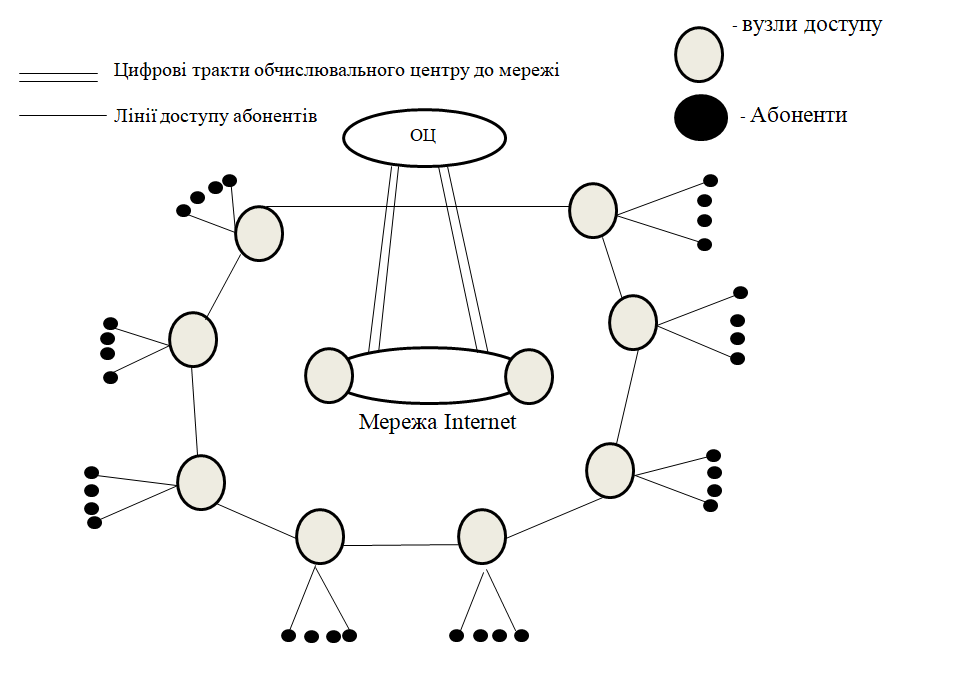 - вузли доступу
Цифрові тракти обчислювального центру до мережі
Лінії доступу абонентів
- Абоненти
ОЦ
Мережа Internet